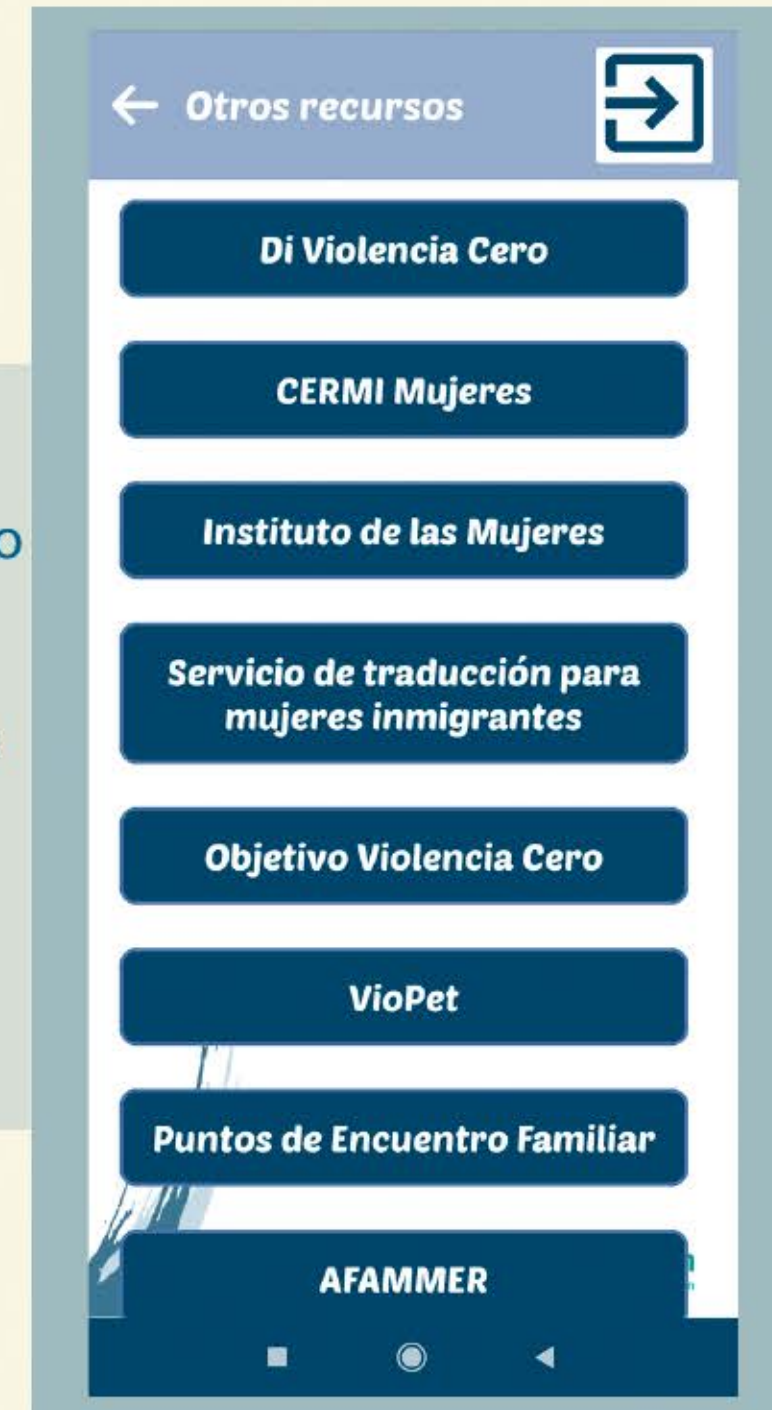 Otros recursos
Di Violencia Cero
CERMI Mujeres
Instituto de las Mujeres
Servicio de traducción para
mujeres inmigrantes
Objetivo Violencia Cero
VioPet
Puntos de Encuentro Familiar
AFAMMER